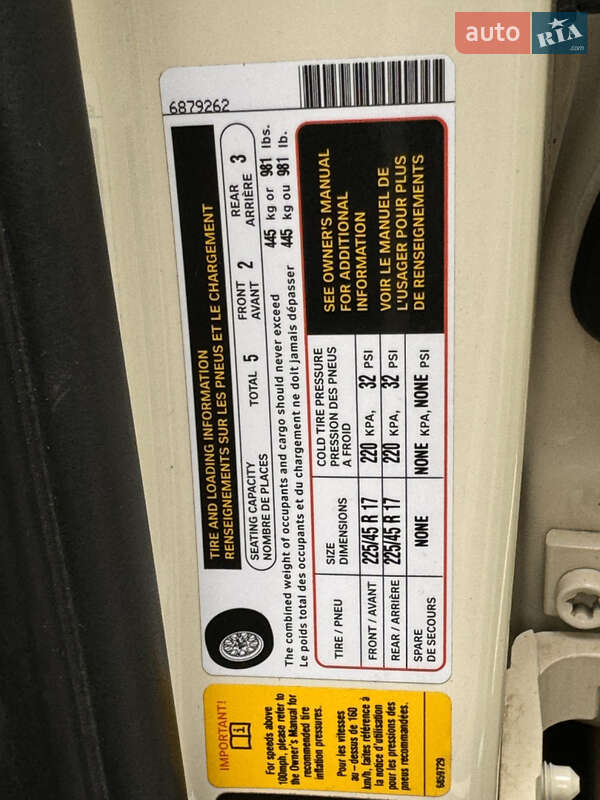 auto RIA.com
6879262
TIRE AND LOADING INFORMATION
RENSEIGNEMENTS SUR LES PNEUS ET LE CHARGEMENT
SEATING CAPACITY
NOMBRE DE PLACES
TOTAL 5
FRONT
AVANT 2
REAR
ARRIÈRE 3
The combined weight of occupants and cargo should never exceed 445 kg or 981 lbs.
Le poids total des occupants et du chargement ne doit jamais dépasser 445 kg ou 981 lb.
TIRE / PNEU
SIZE
DIMENSIONS
COLD TIRE PRESSURE
PRESSION DES PNEUS
A FROID
FRONT / AVANT 225/45 R 17 220 KPA, 32 PSI
REAR / ARRIÈRE 225/45 R 17 220 KPA, 32 PSI
SPARE
DE SECOURS
NONE NONE KPA, NONE PSI
SEE OWNER'S MANUAL
FOR ADDITIONAL
INFORMATION
VOIR LE MANUEL DE
L'USAGER POUR PLUS
DE RENSEIGNEMENTS
IMPORTANT!
For speeds above
100mph, please refer to
the Owner's Manual for
recommended tire
inflation pressures.
Pour les vitesses
au-dessus de 160
km/h, faites référence à
la notice d'utilisation
pour les pressions des
pneus recommandées.
6859729